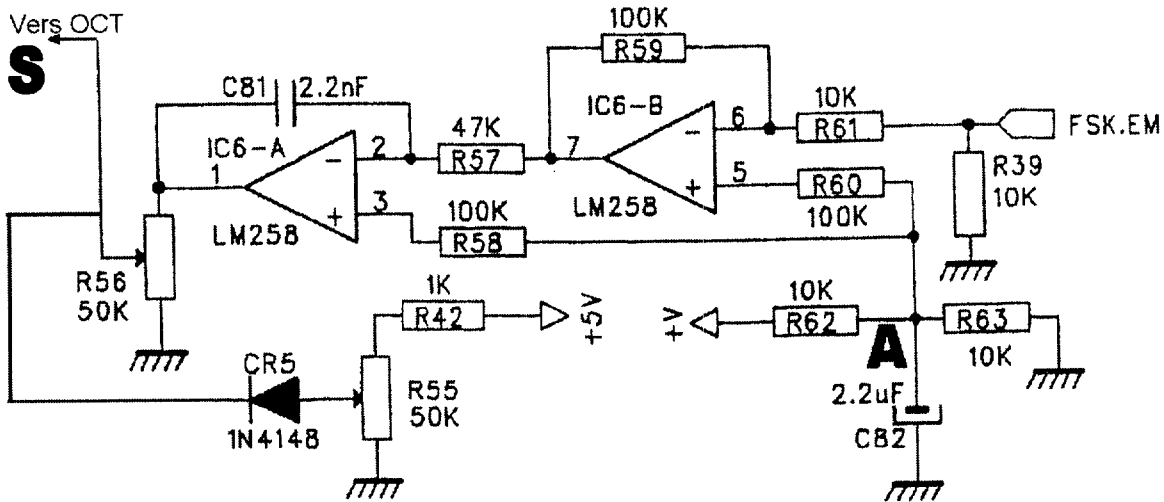 Vers OCT
S
C81
2.2nF
IC6-A
1
2
3
LM258
47K
R57
100K
R58
100K
R59
IC6-B
7
6
5
LM258
10K
R61
R60
100K
FSK.EM
R39
10K
R56
50K
1K
R42
+5V
+V
10K
R62
A
R63
10K
2.2uF
C82
CR5
1N4148
R55
50K